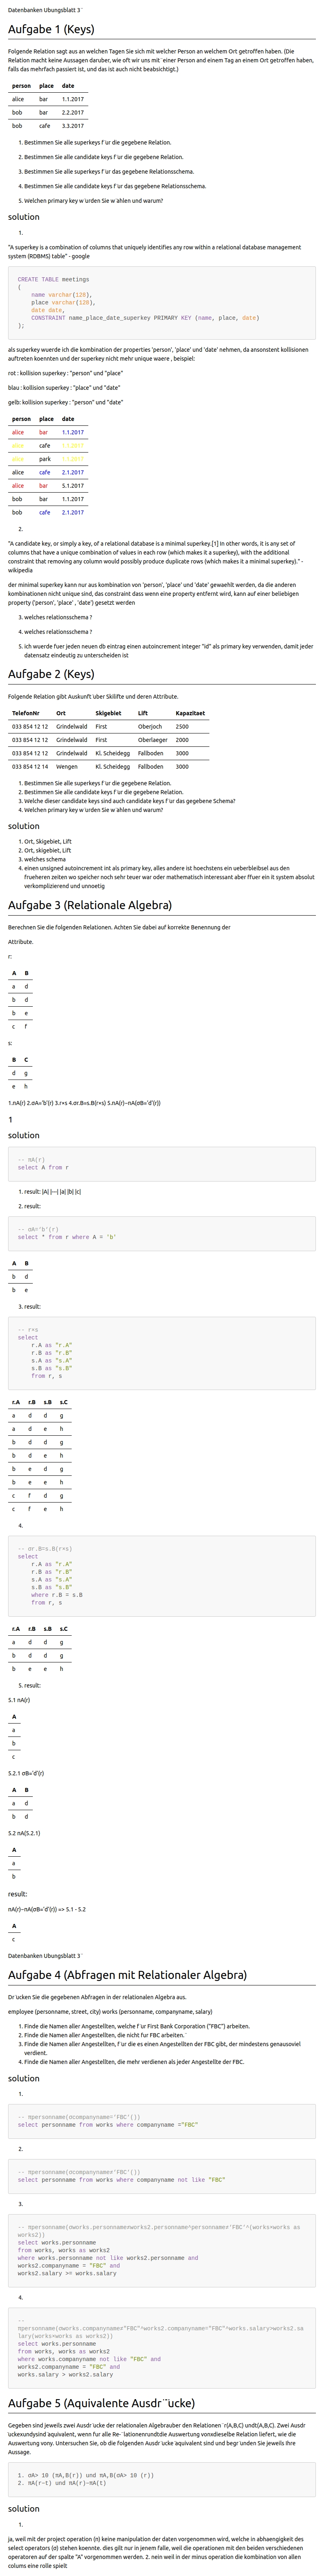 Datenbanken Ubungsblatt 3¨
Aufgabe 1 (Keys)
Folgende Relation sagt aus an welchen Tagen Sie sich mit welcher Person an welchem Ort getroffen haben. (Die
Relation macht keine Aussagen daruber, wie oft wir uns mit¨einer Person and einem Tag an einem Ort getroffen haben,
falls das mehrfach passiert ist, und das ist auch nicht beabsichtigt.)
person place date
alice bar 1.1.2017
bob bar 2.2.2017
bob cafe 3.3.2017
1. Bestimmen Sie alle superkeys f¨ur die gegebene Relation.
2. Bestimmen Sie alle candidate keys f¨ur die gegebene Relation.
3. Bestimmen Sie alle superkeys f¨ur das gegebene Relationsschema.
4. Bestimmen Sie alle candidate keys f¨ur das gegebene Relationsschema.
5. Welchen primary key w¨urden Sie w¨ahlen und warum?
solution
1.
"A superkey is a combination of columns that uniquely identifies any row within a relational database management
system (RDBMS) table" - google
CREATE TABLE meetings
(
name varchar(128),
place varchar(128),
date date,
CONSTRAINT name_place_date_superkey PRIMARY KEY (name, place, date)
);
als superkey wuerde ich die kombination der properties 'person', 'place' und 'date' nehmen, da ansonstent kollisionen
auftreten koennten und der superkey nicht mehr unique waere , beispiel:
rot : kollision superkey : "person" und "place"
blau : kollision superkey : "place" und "date"
gelb: kollision superkey : "person" und "date"
person place date
alice bar 1.1.2017
alice cafe 1.1.2017
alice park 1.1.2017
alice cafe 2.1.2017
alice bar 5.1.2017
bob bar 1.1.2017
bob cafe 2.1.2017
2.
"A candidate key, or simply a key, of a relational database is a minimal superkey.[1] In other words, it is any set of
columns that have a unique combination of values in each row (which makes it a superkey), with the additional
constraint that removing any column would possibly produce duplicate rows (which makes it a minimal superkey)." -
wikipedia
der minimal superkey kann nur aus kombination von 'person', 'place' und 'date' gewaehlt werden, da die anderen
kombinationen nicht unique sind, das constraint dass wenn eine property entfernt wird, kann auf einer beliebigen
property ('person', 'place' , 'date') gesetzt werden
3. welches relationsschema ?
4. welches relationsschema ?
5. ich wuerde fuer jeden neuen db eintrag einen autoincrement integer "id" als primary key verwenden, damit jeder
datensatz eindeutig zu unterscheiden ist
Aufgabe 2 (Keys)
Folgende Relation gibt Auskunft¨uber Skilifte und deren Attribute.
TelefonNr Ort Skigebiet Lift Kapazitaet
033 854 12 12 Grindelwald First Oberjoch 2500
033 854 12 12 Grindelwald First Oberlaeger 2000
033 854 12 12 Grindelwald Kl. Scheidegg Fallboden 3000
033 854 12 14 Wengen Kl. Scheidegg Fallboden 3000
1. Bestimmen Sie alle superkeys f¨ur die gegebene Relation.
2. Bestimmen Sie alle candidate keys f¨ur die gegebene Relation.
3. Welche dieser candidate keys sind auch candidate keys f¨ur das gegebene Schema?
4. Welchen primary key w¨urden Sie w¨ahlen und warum?
solution
1. Ort, Skigebiet, Lift
2. Ort, skigebiet, Lift
3. welches schema
4. einen unsigned autoincrement int als primary key, alles andere ist hoechstens ein ueberbleibsel aus den
frueheren zeiten wo speicher noch sehr teuer war oder mathematisch interessant aber ffuer ein it system absolut
verkomplizierend und unnoetig
Aufgabe 3 (Relationale Algebra)
Berechnen Sie die folgenden Relationen. Achten Sie dabei auf korrekte Benennung der
Attribute.
r:
A B
a d
b d
b e
c f
s:
B C
d g
e h
1.πA(r) 2.σA='b'(r) 3.r×s 4.σr.B=s.B(r×s) 5.πA(r)−πA(σB='d'(r))
1
solution
-- πA(r)
select A from r
1. result: |A| |---| |a| |b| |c|
2. result:
-- σA='b'(r)
select * from r where A = 'b'
A B
b d
b e
3. result:
-- r×s
select
r.A as "r.A"
r.B as "r.B"
s.A as "s.A"
s.B as "s.B"
from r, s
r.A r.B s.B s.C
a d d g
a d e h
b d d g
b d e h
b e d g
b e e h
c f d g
c f e h
4.
-- σr.B=s.B(r×s)
select
r.A as "r.A"
r.B as "r.B"
s.A as "s.A"
s.B as "s.B"
where r.B = s.B
from r, s
r.A r.B s.B s.C
a d d g
b d d g
b e e h
5. result:
5.1 πA(r)
A
a
b
c
5.2.1 σB='d'(r)
A B
a d
b d
5.2 πA(5.2.1)
A
a
b
result:
πA(r)−πA(σB='d'(r)) => 5.1 - 5.2
A
c
Datenbanken Ubungsblatt 3¨
Aufgabe 4 (Abfragen mit Relationaler Algebra)
Dr¨ucken Sie die gegebenen Abfragen in der relationalen Algebra aus.
employee (personname, street, city) works (personname, companyname, salary)
1. Finde die Namen aller Angestellten, welche f¨ur First Bank Corporation ("FBC") arbeiten.
2. Finde die Namen aller Angestellten, die nicht fur FBC arbeiten.¨
3. Finde die Namen aller Angestellten, f¨ur die es einen Angestellten der FBC gibt, der mindestens genausoviel
verdient.
4. Finde die Namen aller Angestellten, die mehr verdienen als jeder Angestellte der FBC.
solution
1.
-- πpersonname(σcompanyname='FBC'())
select personname from works where companyname ="FBC"
2.
-- πpersonname(σcompanyname≠'FBC'())
select personname from works where companyname not like "FBC"
3.
-- πpersonname(σworks.personname≠works2.personname^personname≠'FBC'^(works×works as
works2))
select works.personname
from works, works as works2
where works.personname not like works2.personname and
works2.companyname = "FBC" and
works2.salary >= works.salary
4.
--
πpersonname(σworks.companyname≠"FBC"^works2.companyname="FBC"^works.salary>works2.sa
lary(works×works as works2))
select works.personname
from works, works as works2
where works.companyname not like "FBC" and
works2.companyname = "FBC" and
works.salary > works2.salary
Aufgabe 5 (Aquivalente Ausdr¨¨ucke)
Gegeben sind jeweils zwei Ausdr¨ucke der relationalen Algebrauber den Relationen¨r(A,B,C) undt(A,B,C). Zwei Ausdr
¨uckeundvsind¨aquivalent, wenn fur alle Re-¨lationenrundtdie Auswertung vonvdieselbe Relation liefert, wie die
Auswertung vonv. Untersuchen Sie, ob die folgenden Ausdr¨ucke¨aquivalent sind und begr¨unden Sie jeweils Ihre
Aussage.
1. σA> 10 (πA,B(r)) und πA,B(σA> 10 (r))
2. πA(r−t) und πA(r)−πA(t)
solution
1.
ja, weil mit der project operation (π) keine manipulation der daten vorgenommen wird, welche in abhaengigkeit des
select operators (σ) stehen koennte. dies gilt nur in jenem falle, weil die operationen mit den beiden verschiedenen
operatoren auf der spalte "A" vorgenommen werden. 2. nein weil in der minus operation die kombination von allen
colums eine rolle spielt